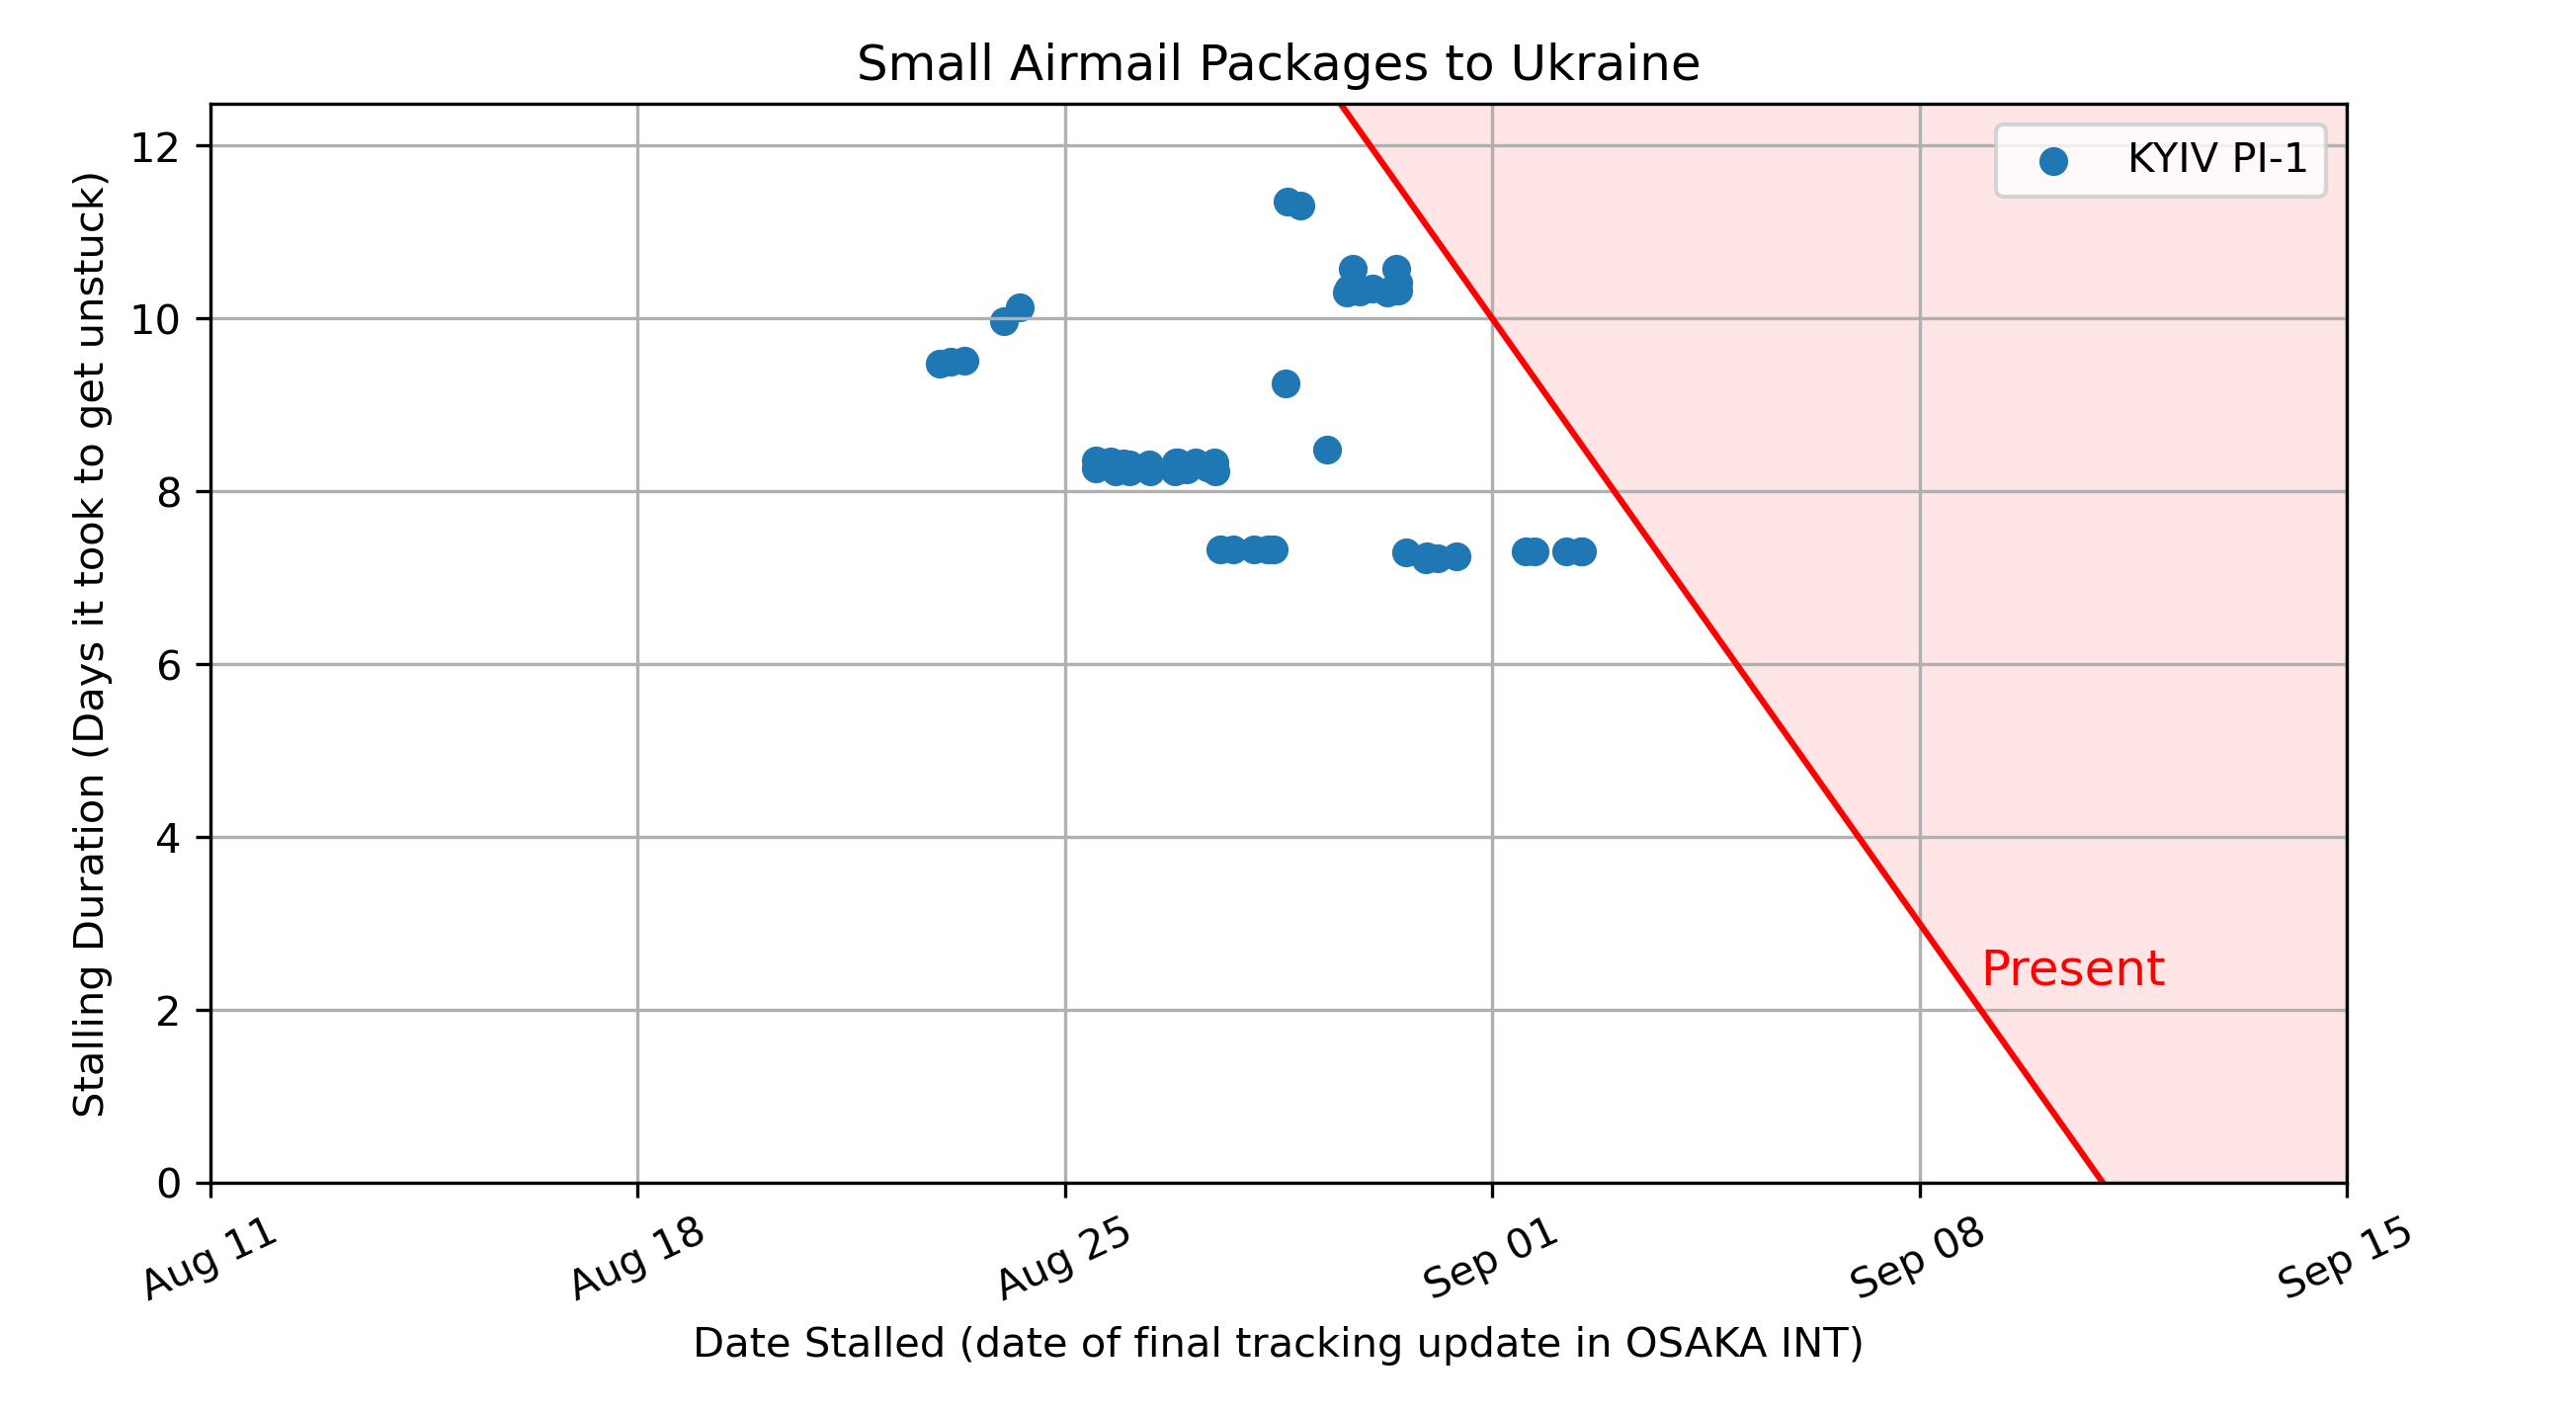 Small Airmail Packages to Ukraine
Stalling Duration (Days it took to get unstuck)
12
10
8
6
4
2
0
KYIV PI-1
Present
Aug 11
Aug 18
Aug 25
Sep 01
Sep 08
Sep 15
Date Stalled (date of final tracking update in OSAKA INT)